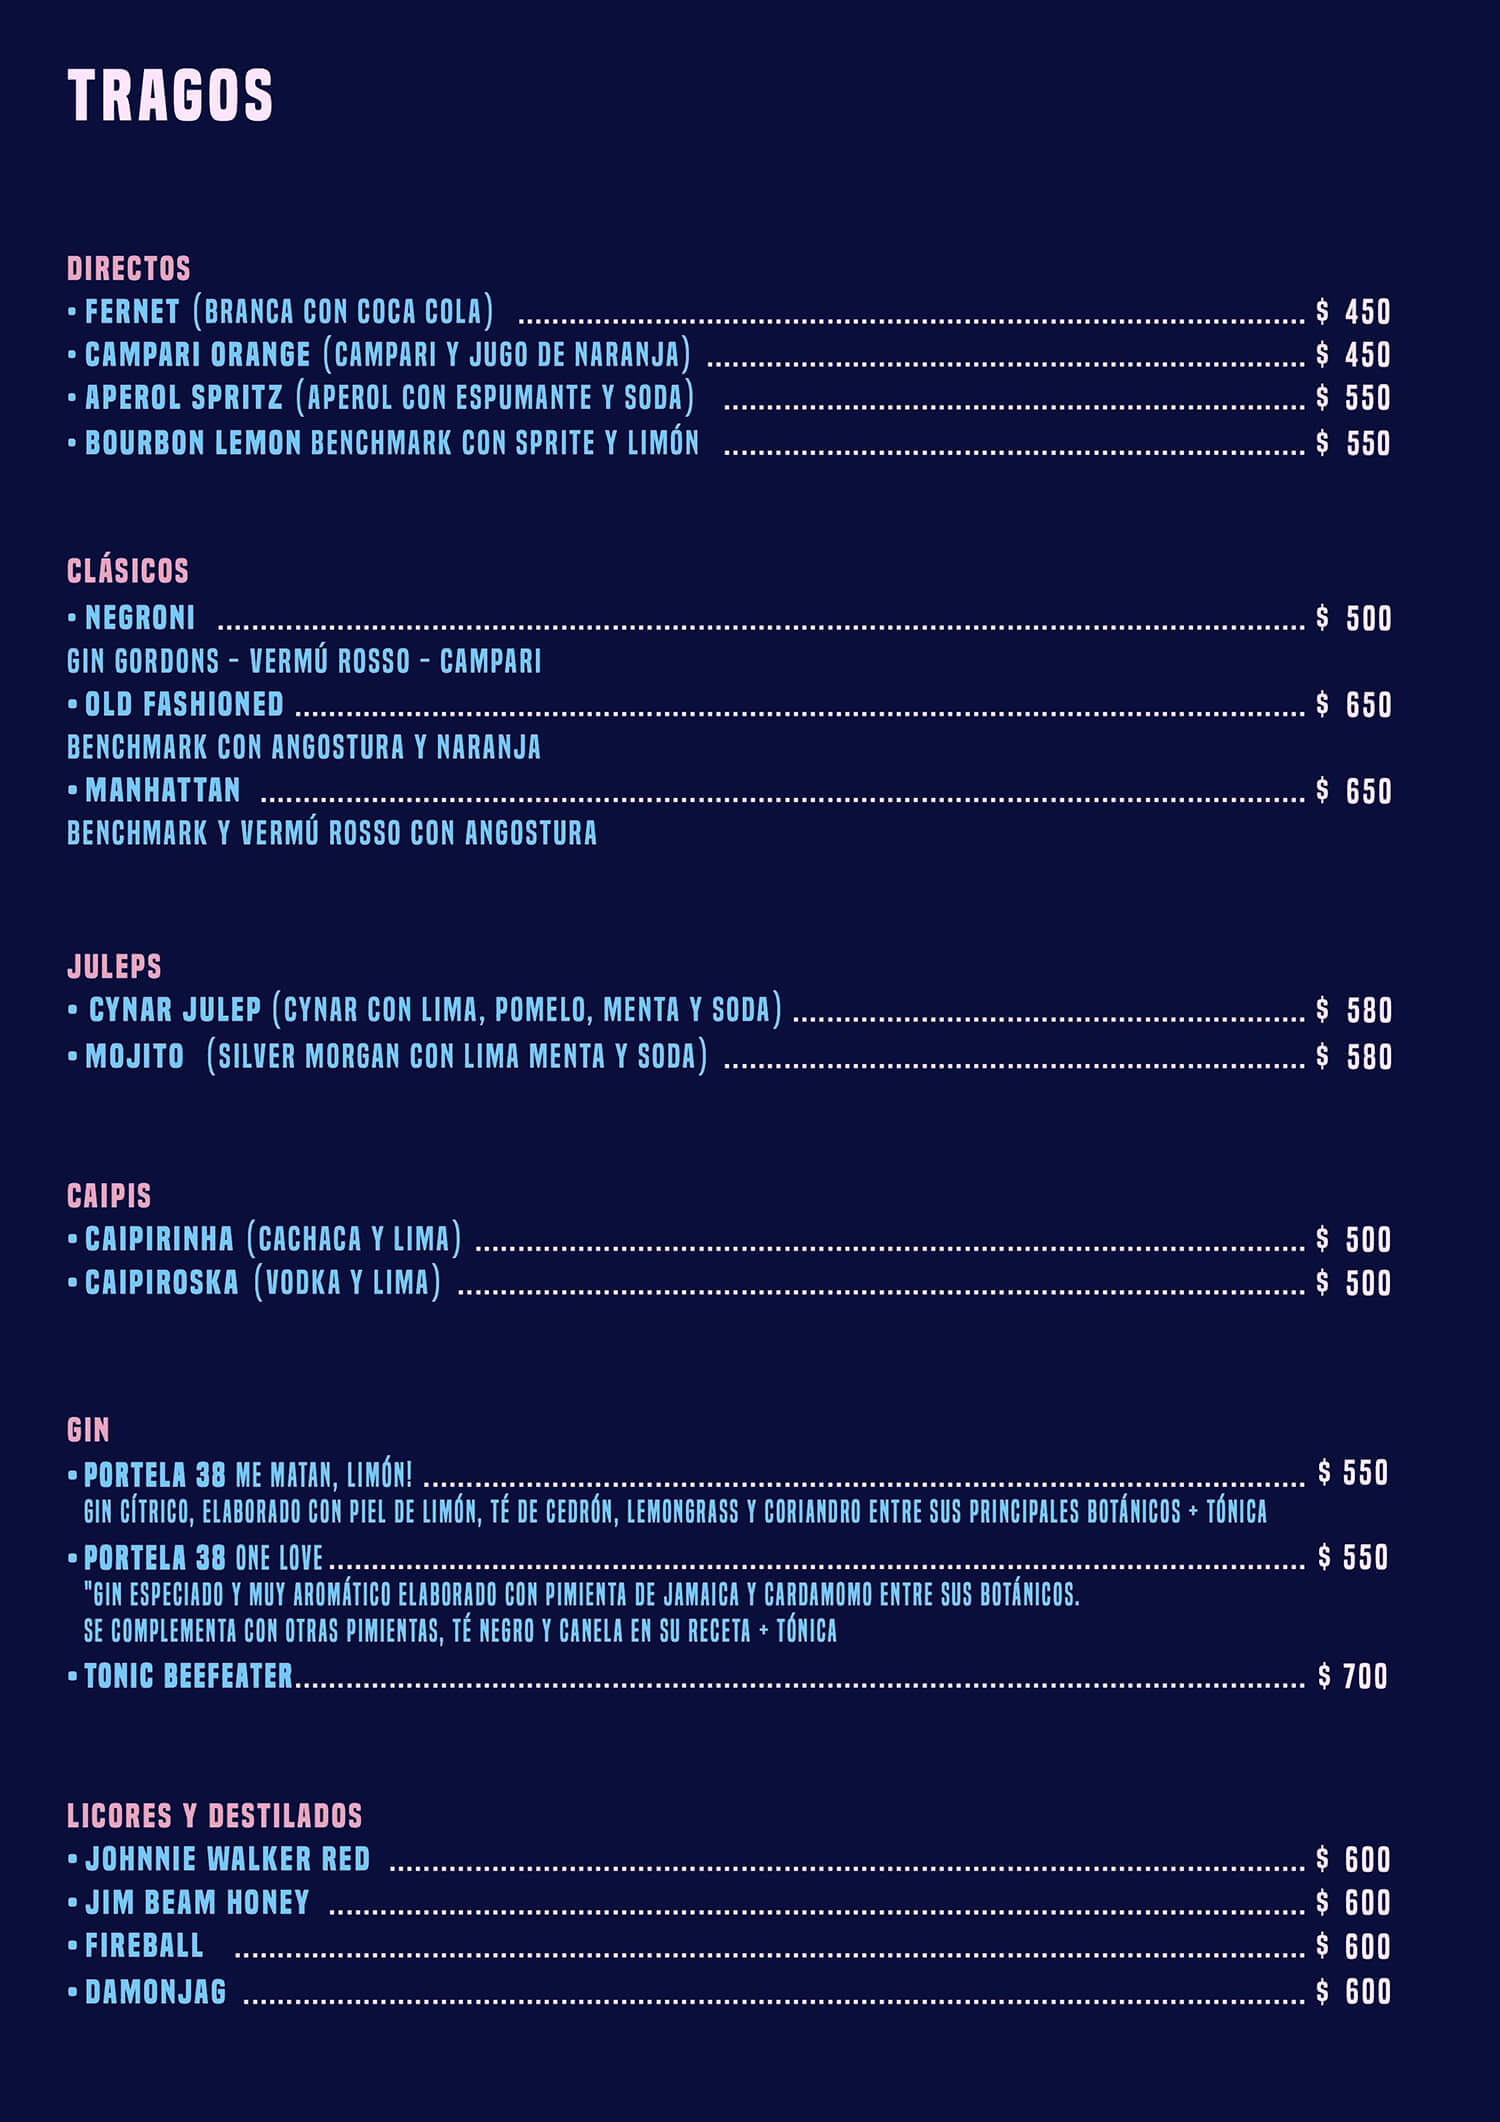 TRAGOS
DIRECTOS
• FERNET (BRANCA CON COCA COLA) ........ $ 450
• CAMPARI ORANGE (CAMPARI Y JUGO DE NARANJA) ........ $ 450
• APEROL SPRITZ (APEROL CON ESPUMANTE Y SODA) ........ $ 550
• BOURBON LEMON BENCHMARK CON SPRITE Y LIMÓN ........ $ 550
CLÁSICOS
• NEGRONI ........ $ 500
GIN GORDONS - VERMÚ ROSSO - CAMPARI
• OLD FASHIONED ........ $ 650
BENCHMARK CON ANGOSTURA Y NARANJA
• MANHATTAN ........ $ 650
BENCHMARK Y VERMÚ ROSSO CON ANGOSTURA
JULEPS
• CYNAR JULEP (CYNAR CON LIMA, POMELO, MENTA Y SODA) ........ $ 580
• MOJITO (SILVER MORGAN CON LIMA MENTA Y SODA) ........ $ 580
CAIPIS
• CAIPIRINHA (CACHACA Y LIMA) ........ $ 500
• CAIPIROSKA (VODKA Y LIMA) ........ $ 500
GIN
• PORTELA 38 ME MATAN, LIMÓN! ........ $ 550
GIN CÍTRICO, ELABORADO CON PIEL DE LIMÓN, TÉ DE CEDRÓN, LEMONGRASS Y CORIANDRO ENTRE SUS PRINCIPALES BOTÁNICOS + TÓNICA
• PORTELA 38 ONE LOVE ........ $ 550
"GIN ESPECIADO Y MUY AROMÁTICO ELABORADO CON PIMIENTA DE JAMAICA Y CARDAMOMO ENTRE SUS BOTÁNICOS.
SE COMPLEMENTA CON OTRAS PIMIENTAS, TÉ NEGRO Y CANELA EN SU RECETA + TÓNICA
• TONIC BEEFEATER ........ $ 700
LICORES Y DESTILADOS
• JOHNNIE WALKER RED ........ $ 600
• JIM BEAM HONEY ........ $ 600
• FIREBALL ........ $ 600
• DAMONJAG ........ $ 600